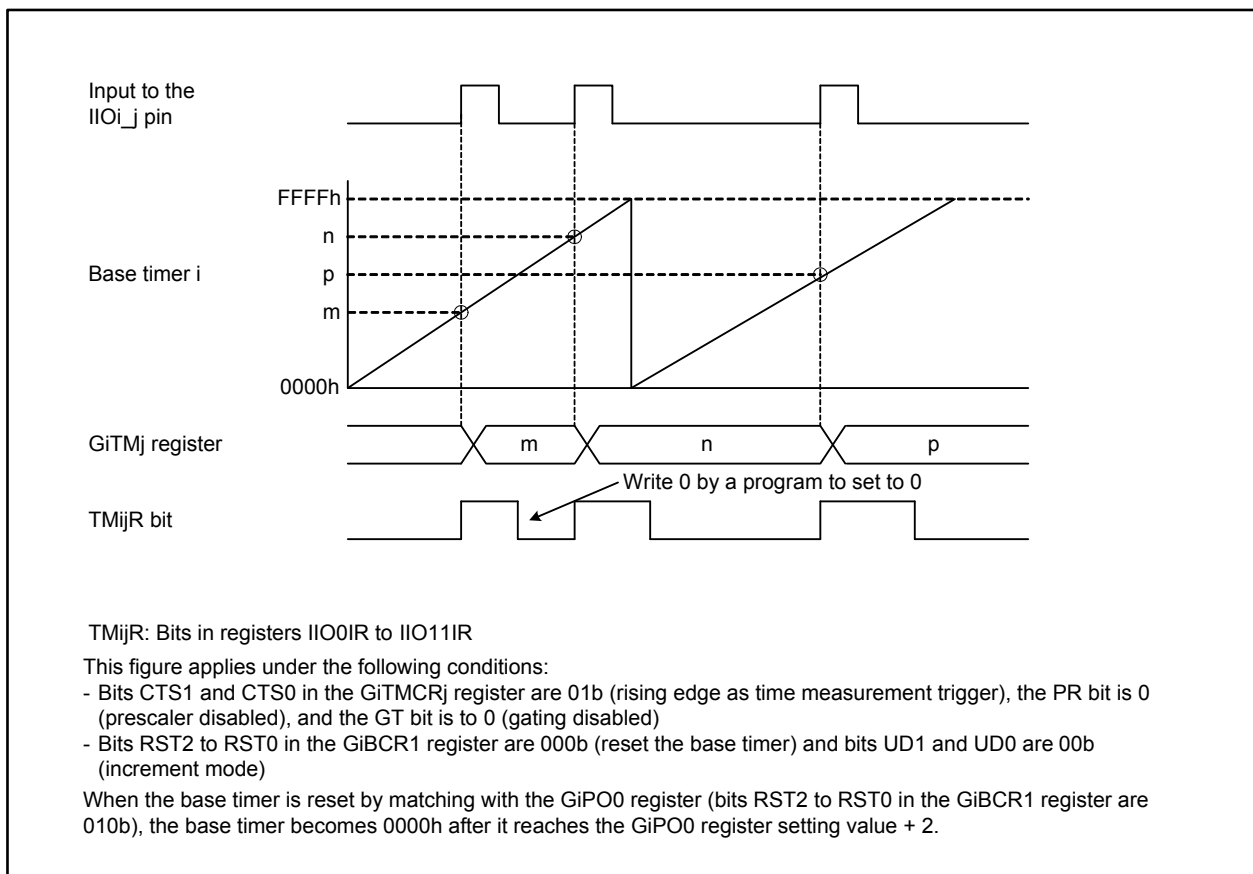 Input to the
IIOi_j pin
FFFFh
n
Base timer i
p
m
0000h
GiTMj register
m
n
p
Write 0 by a program to set to 0
TMijR bit
TMijR: Bits in registers IIO0IR to IIO11IR
This figure applies under the following conditions:
- Bits CTS1 and CTS0 in the GiTMCRj register are 01b (rising edge as time measurement trigger), the PR bit is 0
(prescaler disabled), and the GT bit is to 0 (gating disabled)
- Bits RST2 to RST0 in the GiBCR1 register are 000b (reset the base timer) and bits UD1 and UD0 are 00b
(increment mode)
When the base timer is reset by matching with the GiPO0 register (bits RST2 to RST0 in the GiBCR1 register are
010b), the base timer becomes 0000h after it reaches the GiPO0 register setting value + 2.